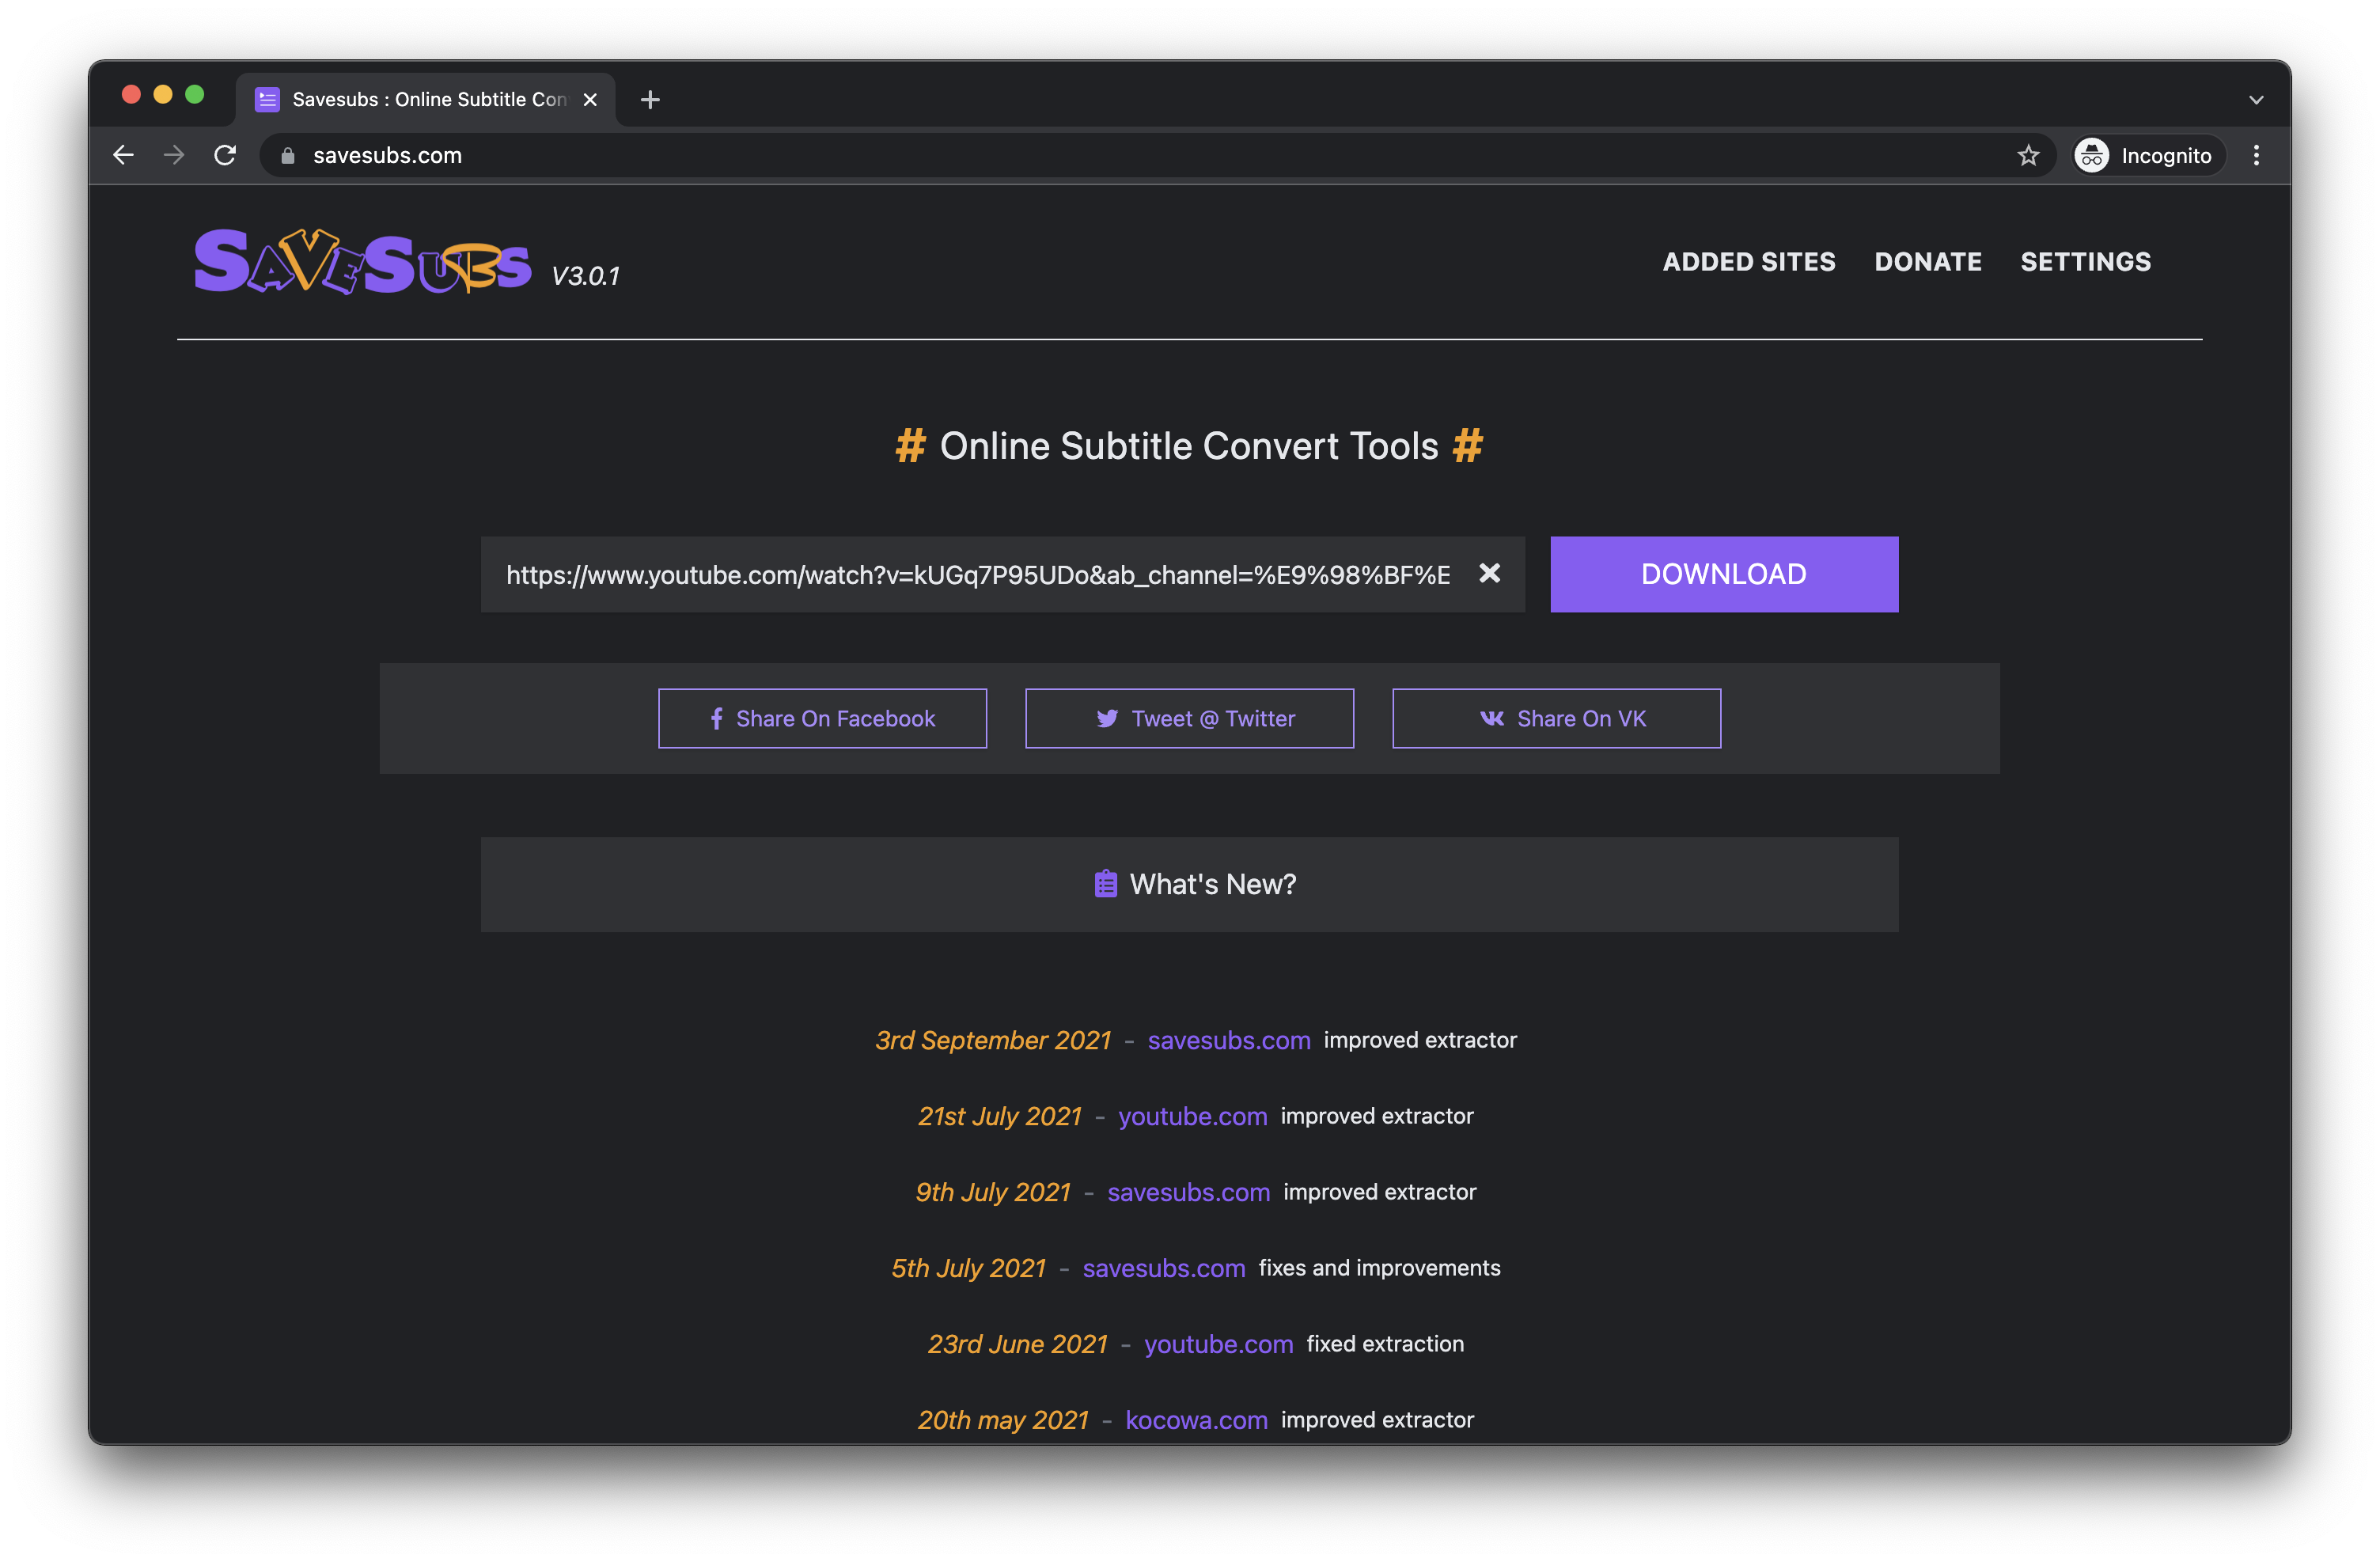 Savesubs : Online Subtitle Con
savesubs.com
Incognito
SAVESUBS V3.0.1
ADDED SITES DONATE SETTINGS
# Online Subtitle Convert Tools #
https://www.youtube.com/watch?v=kUGq7P95UDo&ab_channel=%E9%98%BF%E
DOWNLOAD
Share On Facebook
Tweet @ Twitter
Share On VK
What's New?
3rd September 2021 - savesubs.com improved extractor
21st July 2021 - youtube.com improved extractor
9th July 2021 - savesubs.com improved extractor
5th July 2021 - savesubs.com fixes and improvements
23rd June 2021 - youtube.com fixed extraction
20th may 2021 - kocowa.com improved extractor